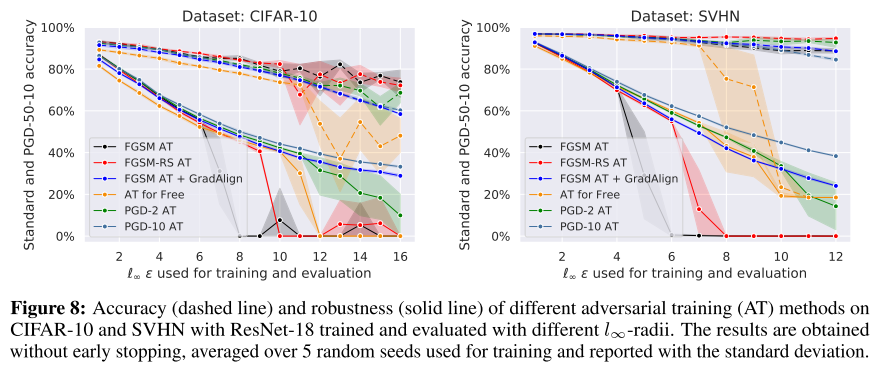 Dataset: CIFAR-10
Standard and PGD-50-10 accuracy
100%
80%
60%
40%
20%
0%
FGSM AT
FGSM-RS AT
FGSM AT + GradAlign
AT for Free
PGD-2 AT
PGD-10 AT
2 4 6 8 10 12 14 16
ℓ∞ ε used for training and evaluation
Dataset: SVHN
Standard and PGD-50-10 accuracy
100%
80%
60%
40%
20%
0%
FGSM AT
FGSM-RS AT
FGSM AT + GradAlign
AT for Free
PGD-2 AT
PGD-10 AT
2 4 6 8 10 12
ℓ∞ ε used for training and evaluation
Figure 8: Accuracy (dashed line) and robustness (solid line) of different adversarial training (AT) methods on
CIFAR-10 and SVHN with ResNet-18 trained and evaluated with different l∞-radii. The results are obtained
without early stopping, averaged over 5 random seeds used for training and reported with the standard deviation.